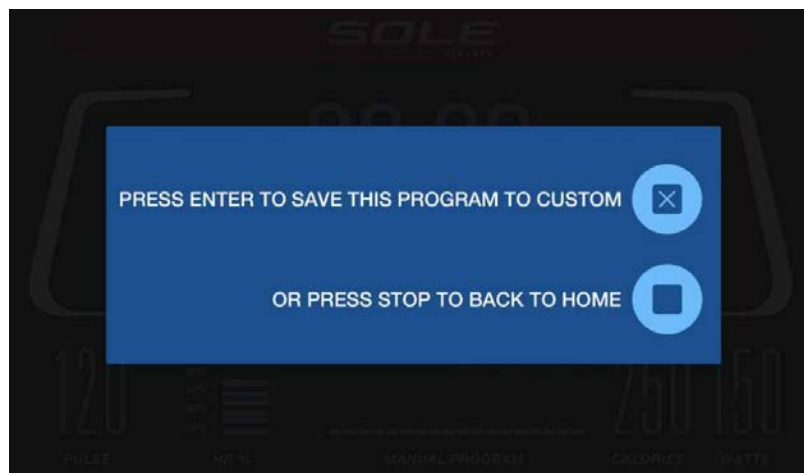 SOLE
PRESS ENTER TO SAVE THIS PROGRAM TO CUSTOM
OR PRESS STOP TO BACK TO HOME
120 250 150
PULSE HR % MANUAL PROGRAM CALORIES WATTS